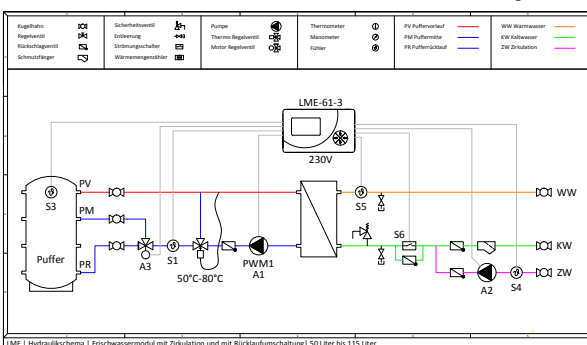 Kugelhahn
Regelventil
Rückschlagventil
Schmutzfänger
Sicherheitsventil
Entleerung
Strömungsschalter
Wärmemengenzähler
Pumpe
Thermo Regelventil
Motor Regelventil
Thermometer
Manometer
Fühler
PV Puffervorlauf
PM Puffermitte
PR Pufferrücklauf
WW Warmwasser
KW Kaltwasser
ZW Zirkulation
LME-61-3
230V
PV
S3
S5
WW
PM
S6
Puffer
S1
PWM1
KW
A3
A1
PR
50°C-80°C
A2
S4
ZW
LME | Hydraulikschema | Frischwassermodul mit Zirkulation und mit Rücklaufumschaltung| 50 Liter bis 115 Liter